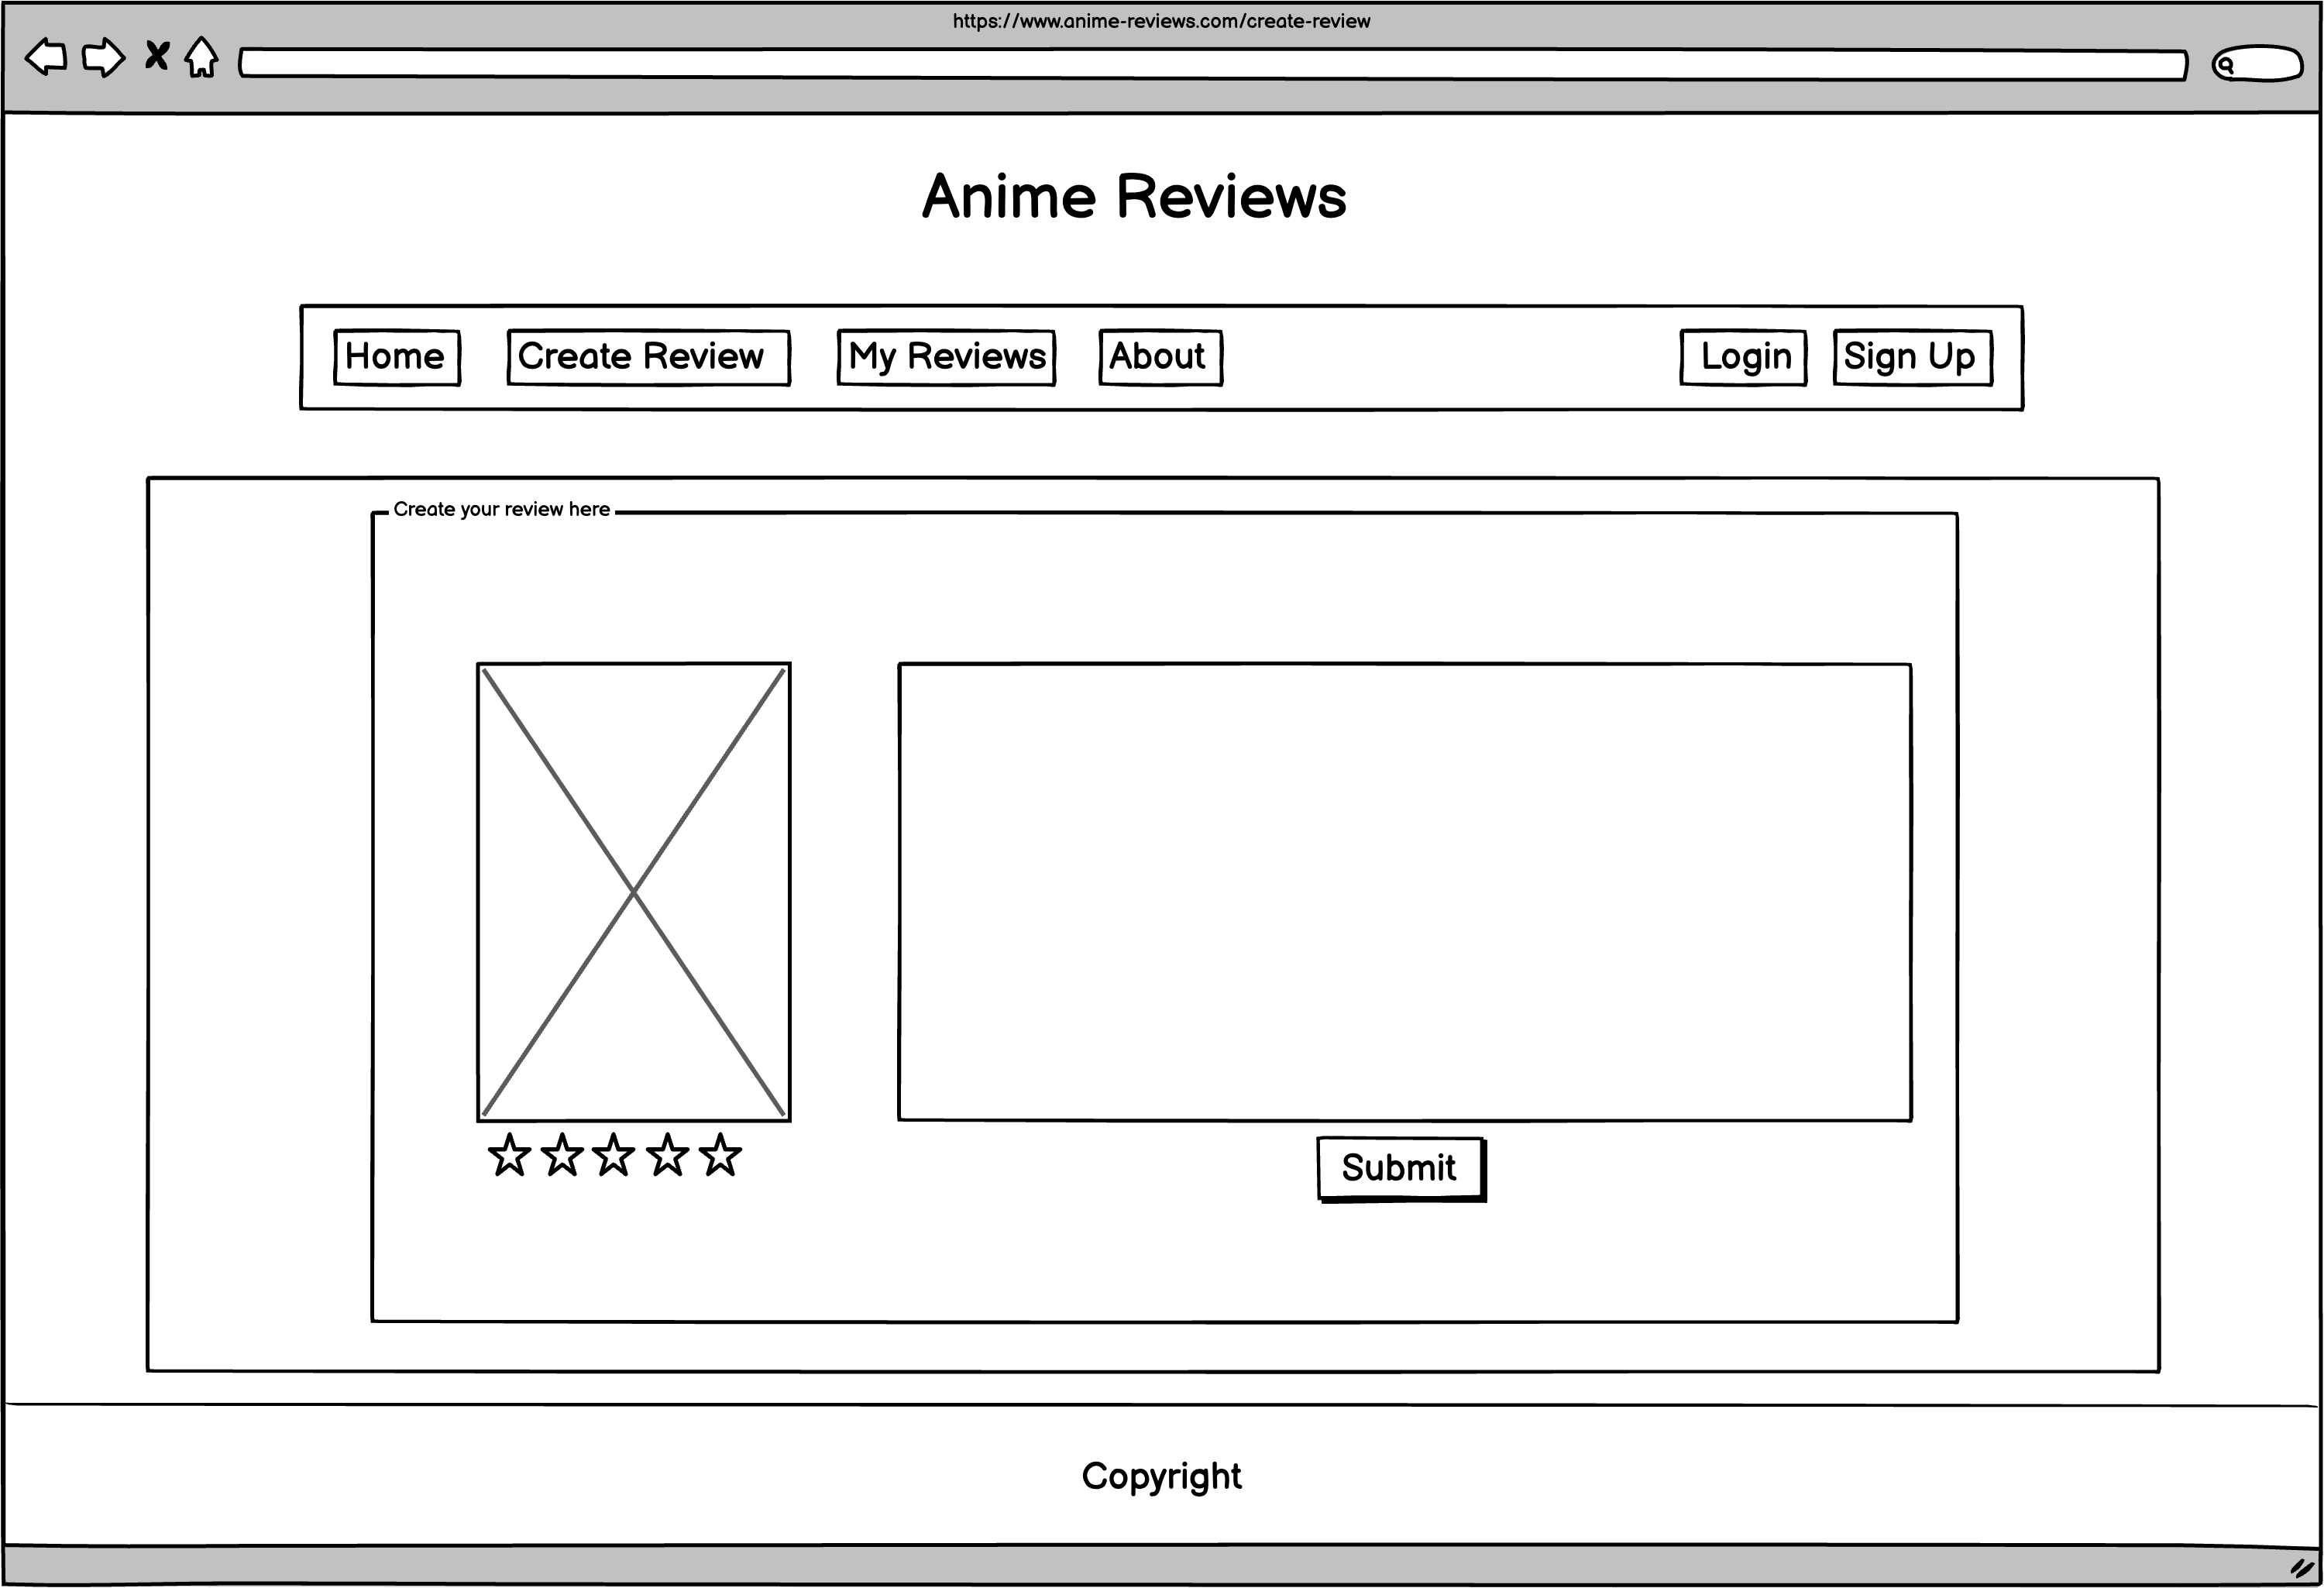 https://www.anime-reviews.com/create-review
Anime Reviews
Home Create Review My Reviews About Login Sign Up
Create your review here
Submit
Copyright